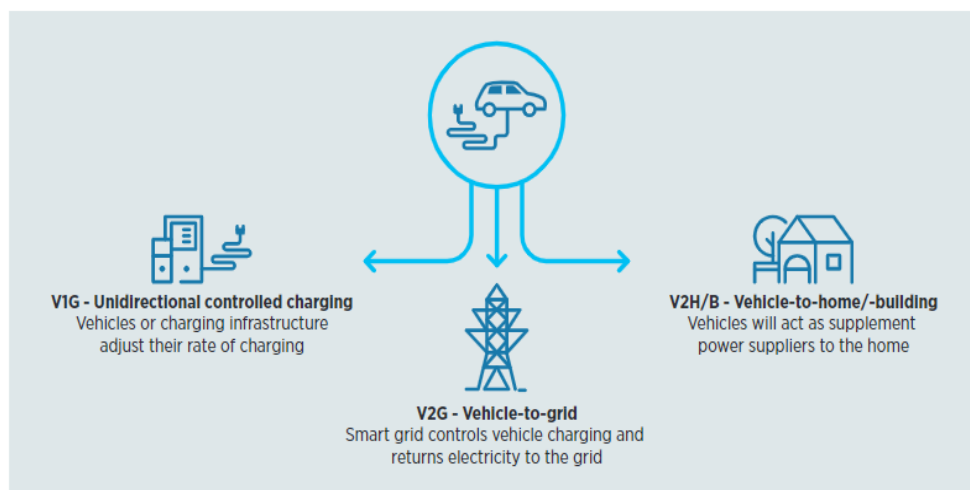 V1G - Unidirectional controlled charging
Vehicles or charging infrastructure
adjust their rate of charging
V2G - Vehicle-to-grid
Smart grid controls vehicle charging and
returns electricity to the grid
V2H/B - Vehicle-to-home/-building
Vehicles will act as supplement
power suppliers to the home